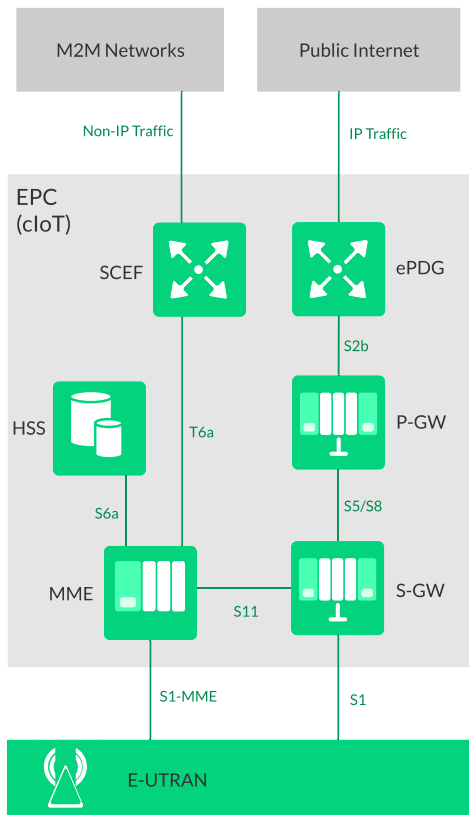 M2M Networks
Public Internet
Non-IP Traffic
IP Traffic
EPC
(cIoT)
SCEF
ePDG
S2b
HSS
T6a
P-GW
S6a
S5/S8
MME
S11
S-GW
S1-MME
S1
E-UTRAN